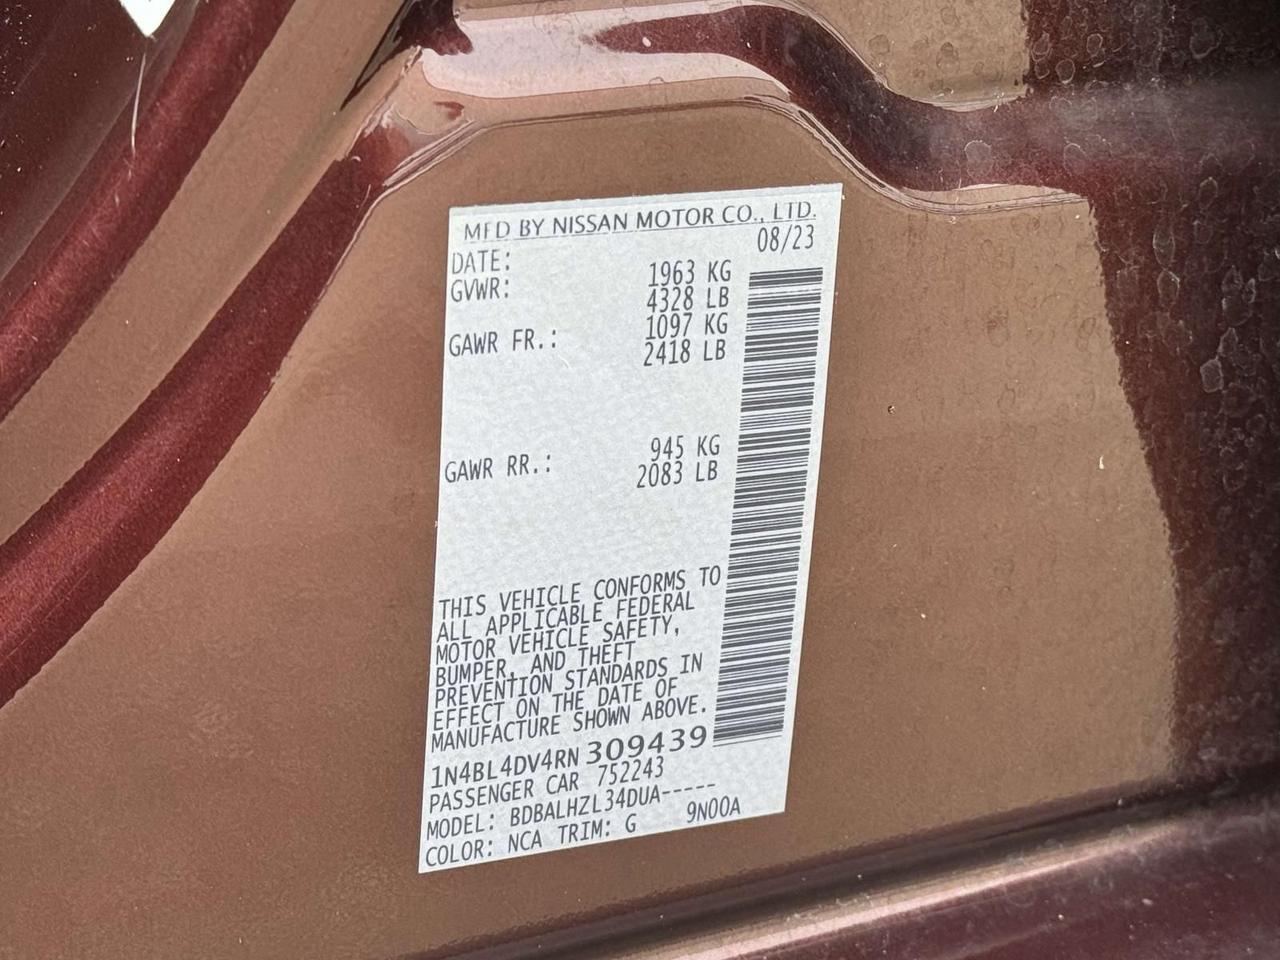 MFD BY NISSAN MOTOR CO., LTD.
DATE: 08/23
GVWR: 1963 KG
4328 LB
GAWR FR.: 1097 KG
2418 LB
GAWR RR.: 945 KG
2083 LB
THIS VEHICLE CONFORMS TO
ALL APPLICABLE FEDERAL
MOTOR VEHICLE SAFETY,
BUMPER, AND THEFT
PREVENTION STANDARDS IN
EFFECT ON THE DATE OF
MANUFACTURE SHOWN ABOVE.
1N4BL4DV4RN309439
PASSENGER CAR 752243
MODEL: BDBALHZL34DUA-----
COLOR: NCA TRIM: G 9N00A